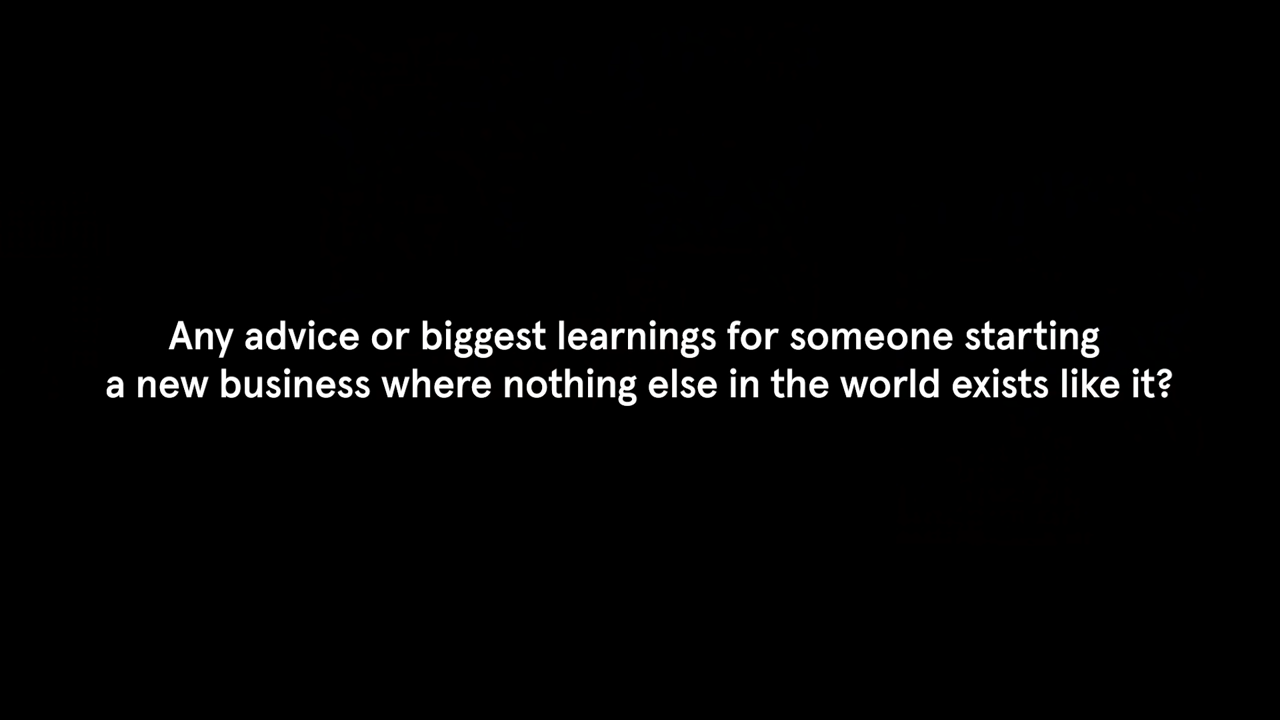 Any advice or biggest learnings for someone starting
a new business where nothing else in the world exists like it?